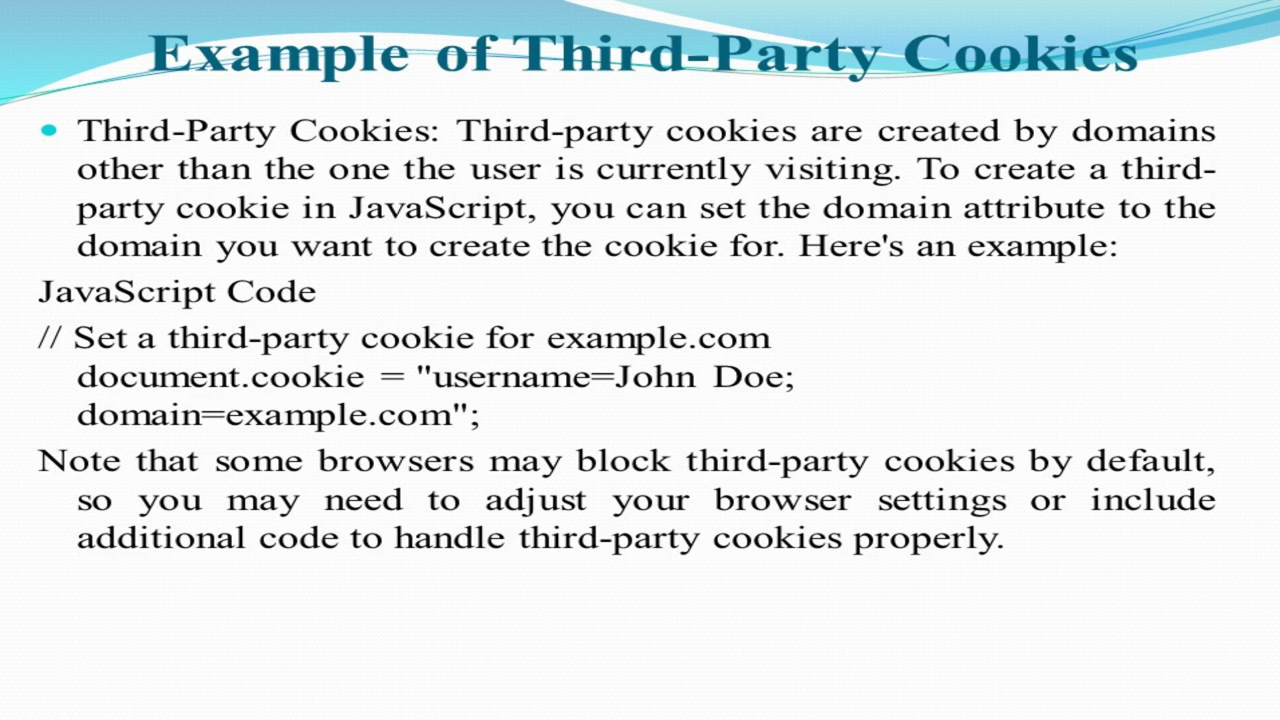 Example of Third-Party Cookies
• Third-Party Cookies: Third-party cookies are created by domains
other than the one the user is currently visiting. To create a third-
party cookie in JavaScript, you can set the domain attribute to the
domain you want to create the cookie for. Here's an example:
JavaScript Code
// Set a third-party cookie for example.com
document.cookie = "username=John Doe;
domain=example.com";
Note that some browsers may block third-party cookies by default,
so you may need to adjust your browser settings or include
additional code to handle third-party cookies properly.